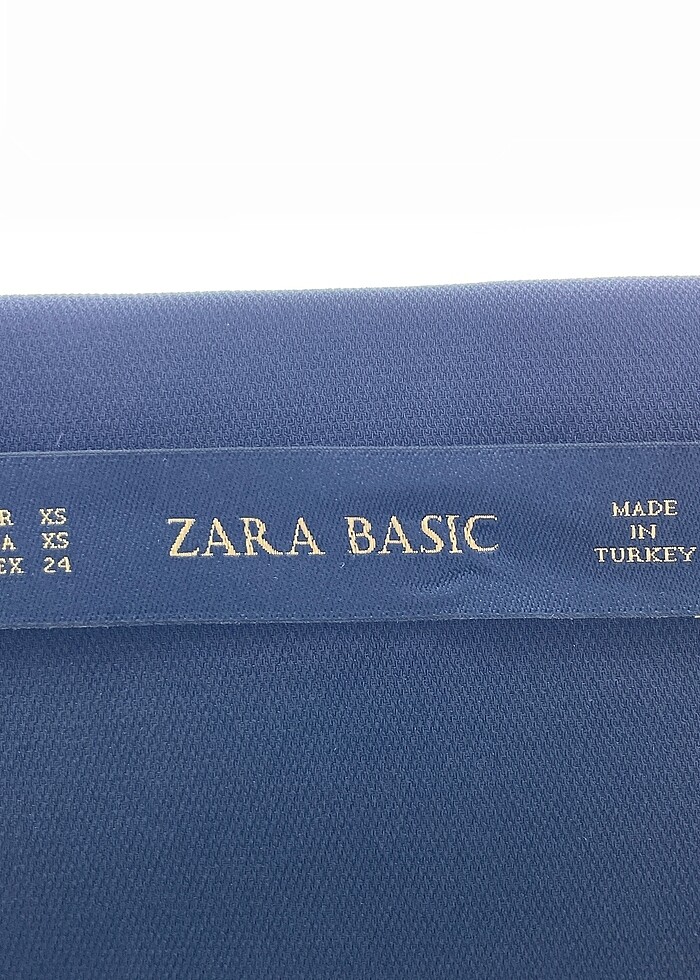 R XS
A XS
EX 24
ZARA BASIC
MADE
IN
TURKEY